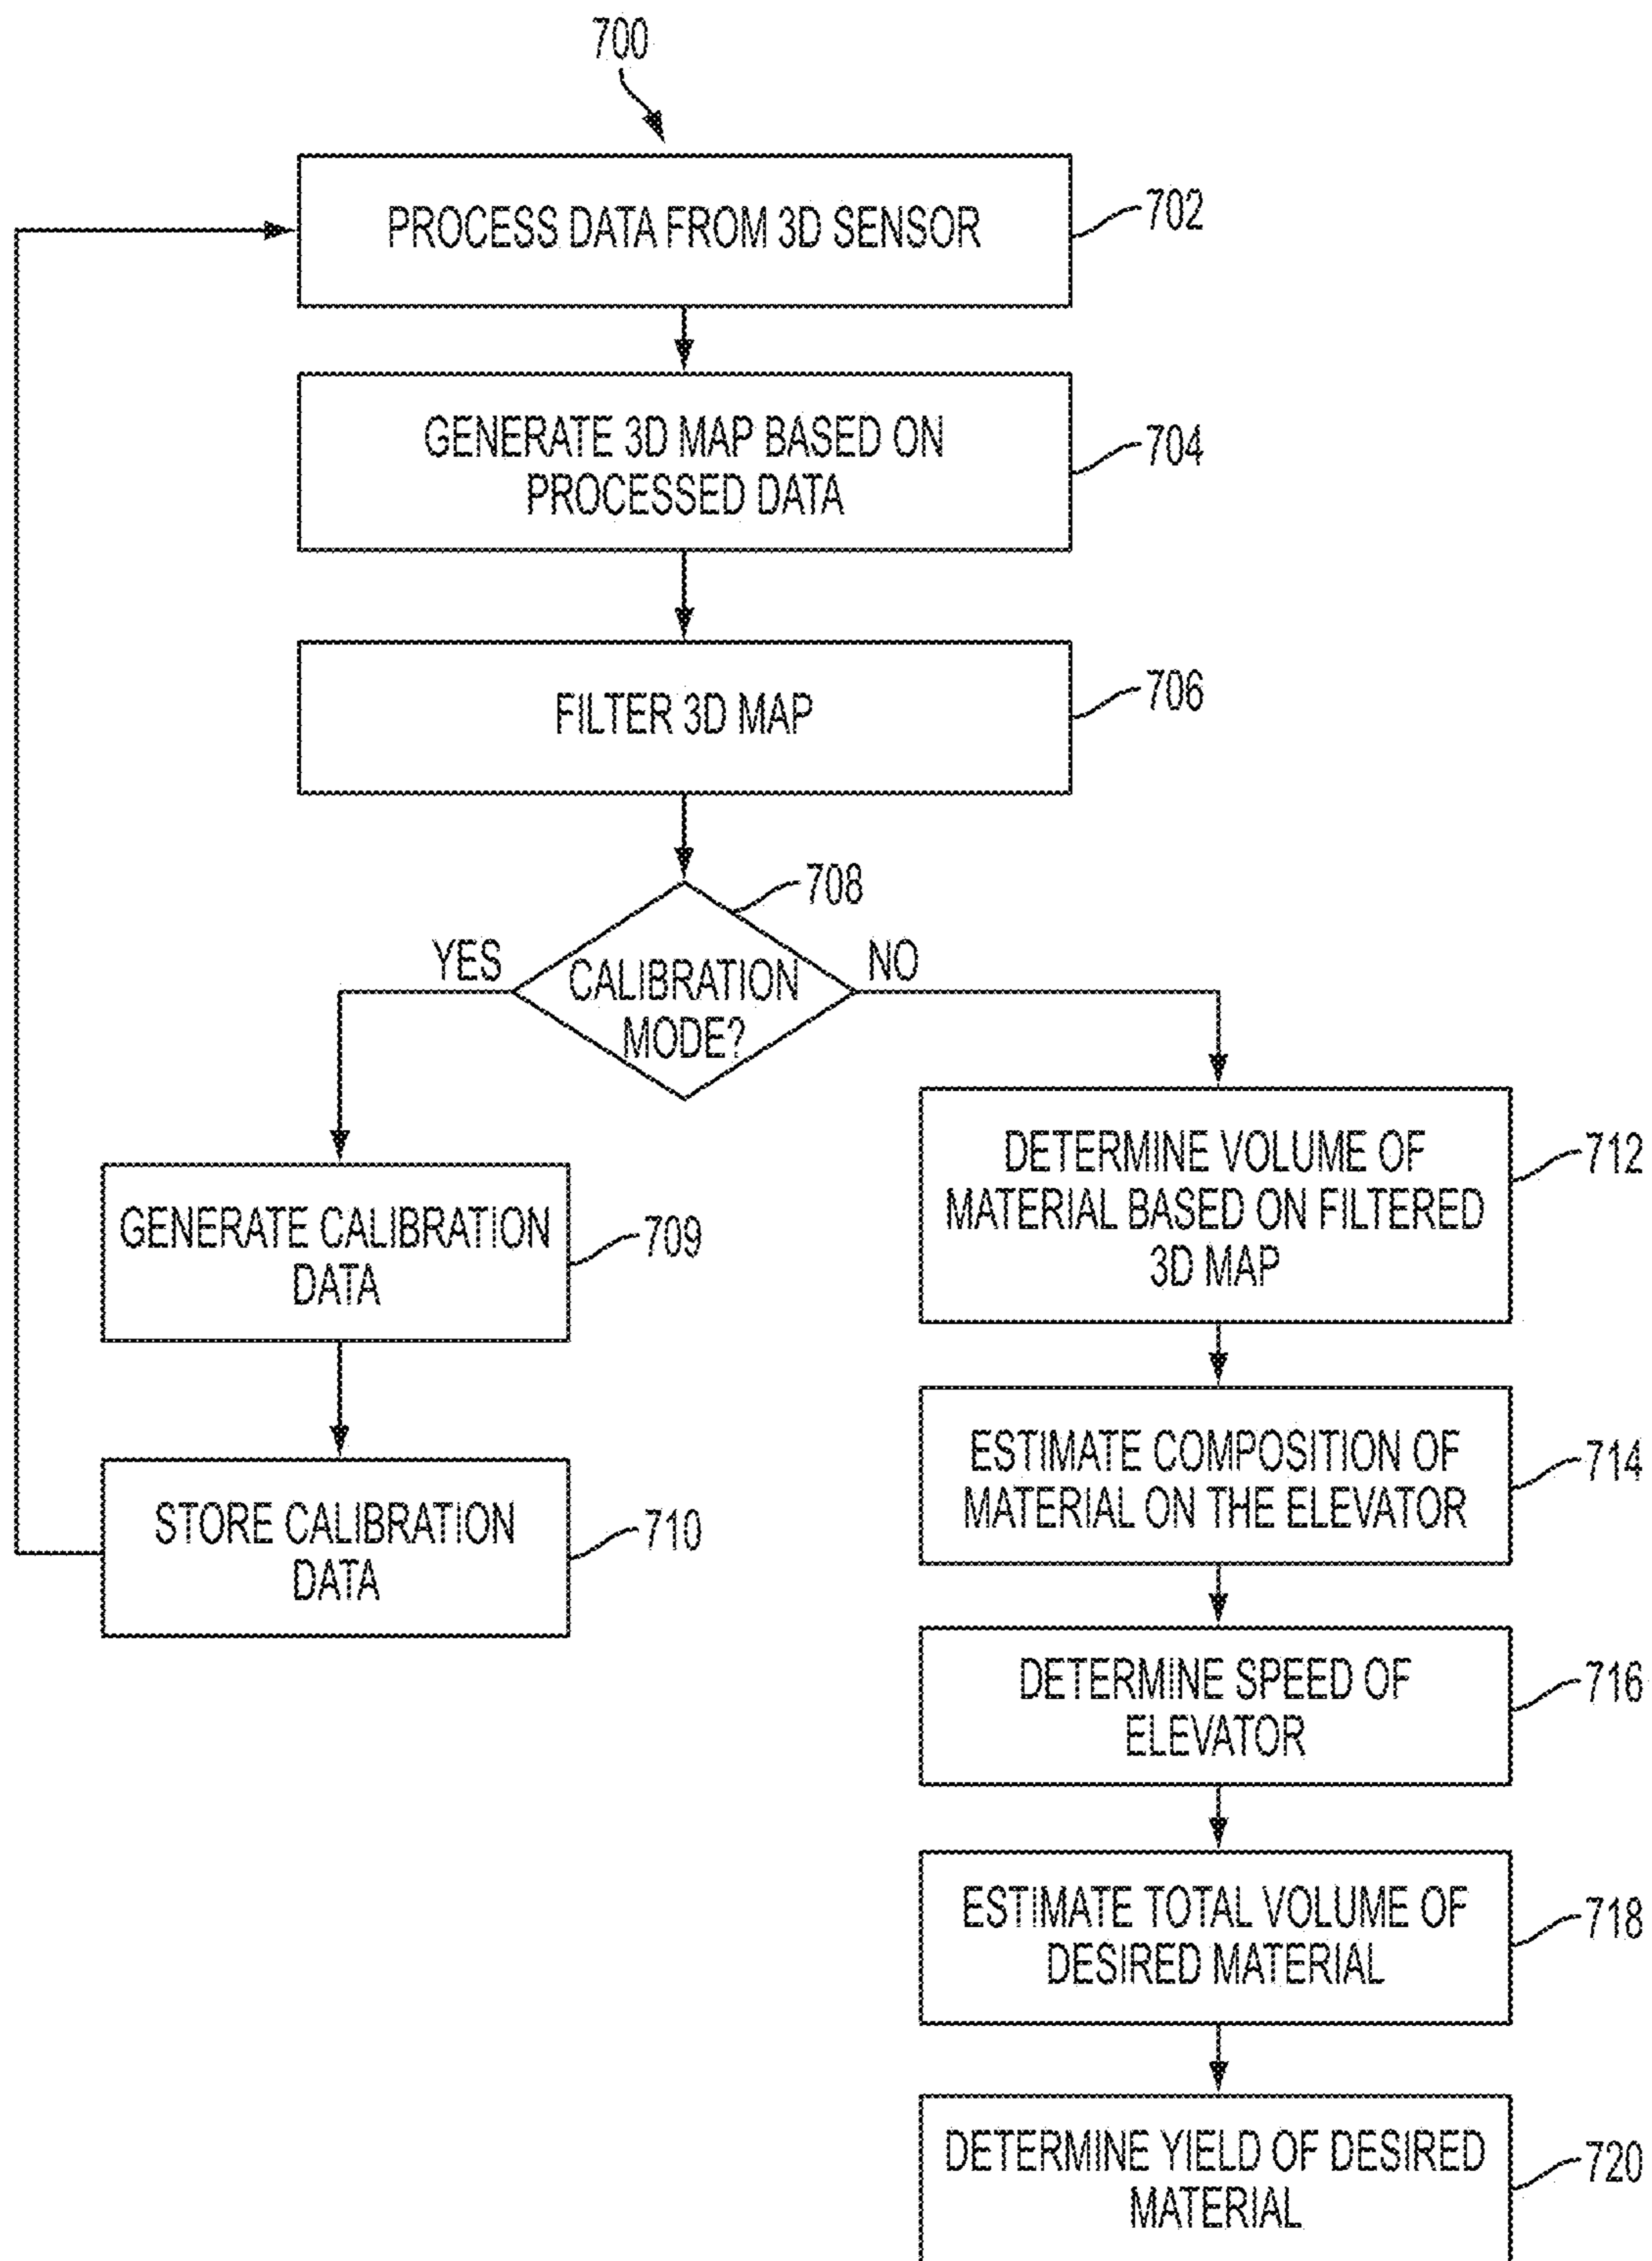 700
PROCESS DATA FROM 3D SENSOR
702
GENERATE 3D MAP BASED ON
PROCESSED DATA
704
FILTER 3D MAP
706
708
CALIBRATION
MODE?
YES
NO
GENERATE CALIBRATION
DATA
709
STORE CALIBRATION
DATA
710
DETERMINE VOLUME OF
MATERIAL BASED ON FILTERED
3D MAP
712
ESTIMATE COMPOSITION OF
MATERIAL ON THE ELEVATOR
714
DETERMINE SPEED OF
ELEVATOR
716
ESTIMATE TOTAL VOLUME OF
DESIRED MATERIAL
718
DETERMINE YIELD OF DESIRED
MATERIAL
720